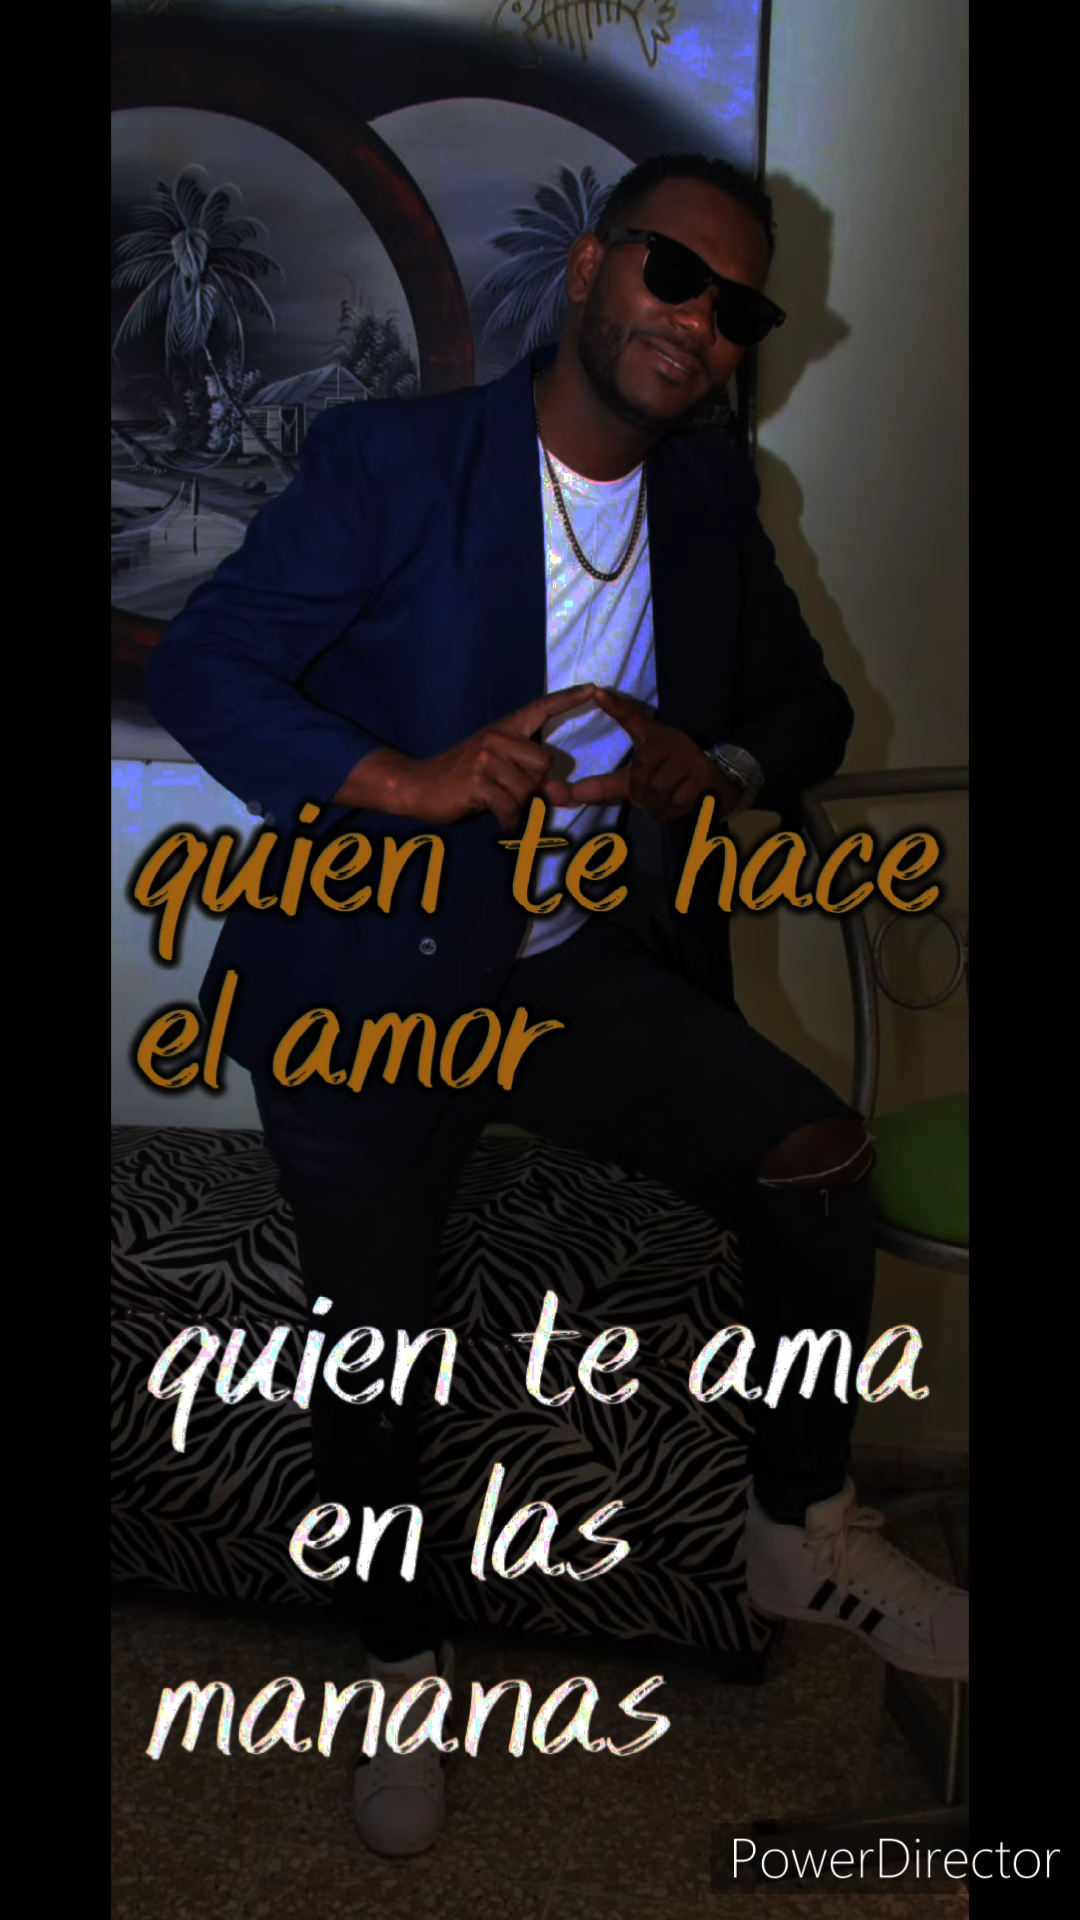 quien te hace
el amor
quien te ama
en las
mananas
PowerDirector